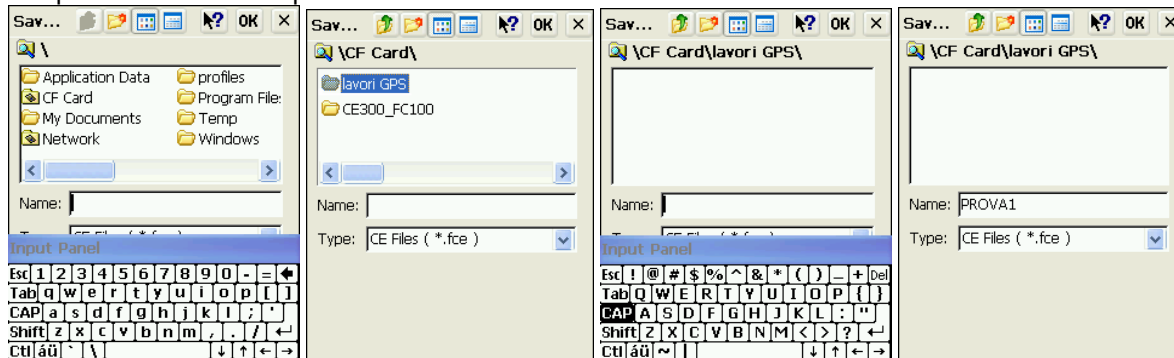 Sav... ? OK ×
\
Application Data profiles
CF Card Program File:
My Documents Temp
Network Windows
Name:
Input Panel
Esc 1 2 3 4 5 6 7 8 9 0 - =
Tab q w e r t y u i o p [ ]
CAP a s d f g h j k l ; '
Shift z x c v b n m , . /
Ctl áü ` \
Sav... ? OK ×
\CF Card\
lavori GPS
CE300_FC100
Name:
Type: CE Files ( *.fce )
Sav... ? OK ×
\CF Card\lavori GPS\
Name:
Input Panel
Esc ! @ # $ % ^ & * ( ) _ + Del
Tab Q W E R T Y U I O P { }
CAP A S D F G H J K L : "
Shift Z X C V B N M < > ?
Ctl áü ~ |
Sav... ? OK ×
\CF Card\lavori GPS\
Name: PROVA1
Type: CE Files ( *.fce )